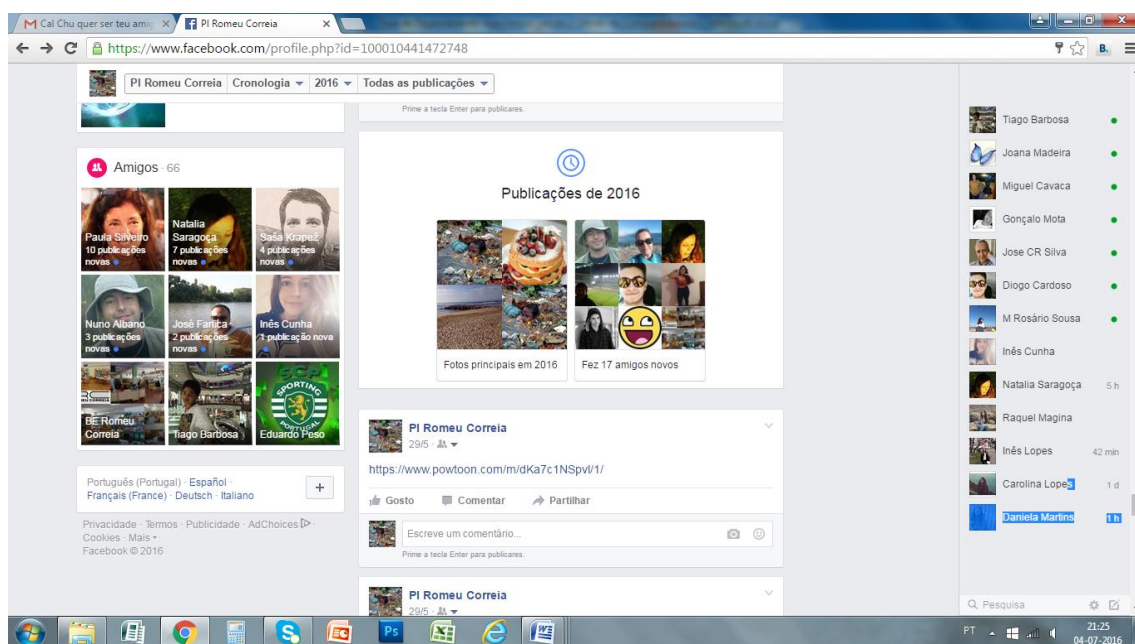 Cal Chu quer ser teu amig
PI Romeu Correia
https://www.facebook.com/profile.php?id=100010441472748
B.
PI Romeu Correia Cronologia 2016 Todas as publicações
Prime a tecla Enter para publicares.
Amigos · 66
Paula Silveiro
10 publicações
novas
Natalia
Saragoça
7 publicações
novas
Saša Krapež
4 publicações
novas
Nuno Albano
3 publicações
novas
José Farlica
2 publicações
novas
Inês Cunha
1 publicação nova
BE Romeu
Correia
Tiago Barbosa
SCP
SPORTING
PORTUGAL
Eduardo Peso
Português (Portugal) · Español ·
Français (France) · Deutsch · Italiano
+
Privacidade · Termos · Publicidade · AdChoices ·
Cookies · Mais
Facebook © 2016
Publicações de 2016
Fotos principais em 2016
Fez 17 amigos novos
PI Romeu Correia
29/5 ·
https://www.powtoon.com/m/dKa7c1NSpvl/1/
Gosto Comentar Partilhar
Escreve um comentário...
Prime a tecla Enter para publicares.
PI Romeu Correia
29/5 ·
Tiago Barbosa
Joana Madeira
Miguel Cavaca
Gonçalo Mota
Jose CR Silva
Diogo Cardoso
M Rosário Sousa
Inês Cunha
Natalia Saragoça 5 h
Raquel Magina
Inês Lopes 42 min
Carolina Lopes 1 d
Daniela Martins 1 h
Pesquisa
Ps
PT
21:25
04-07-2016